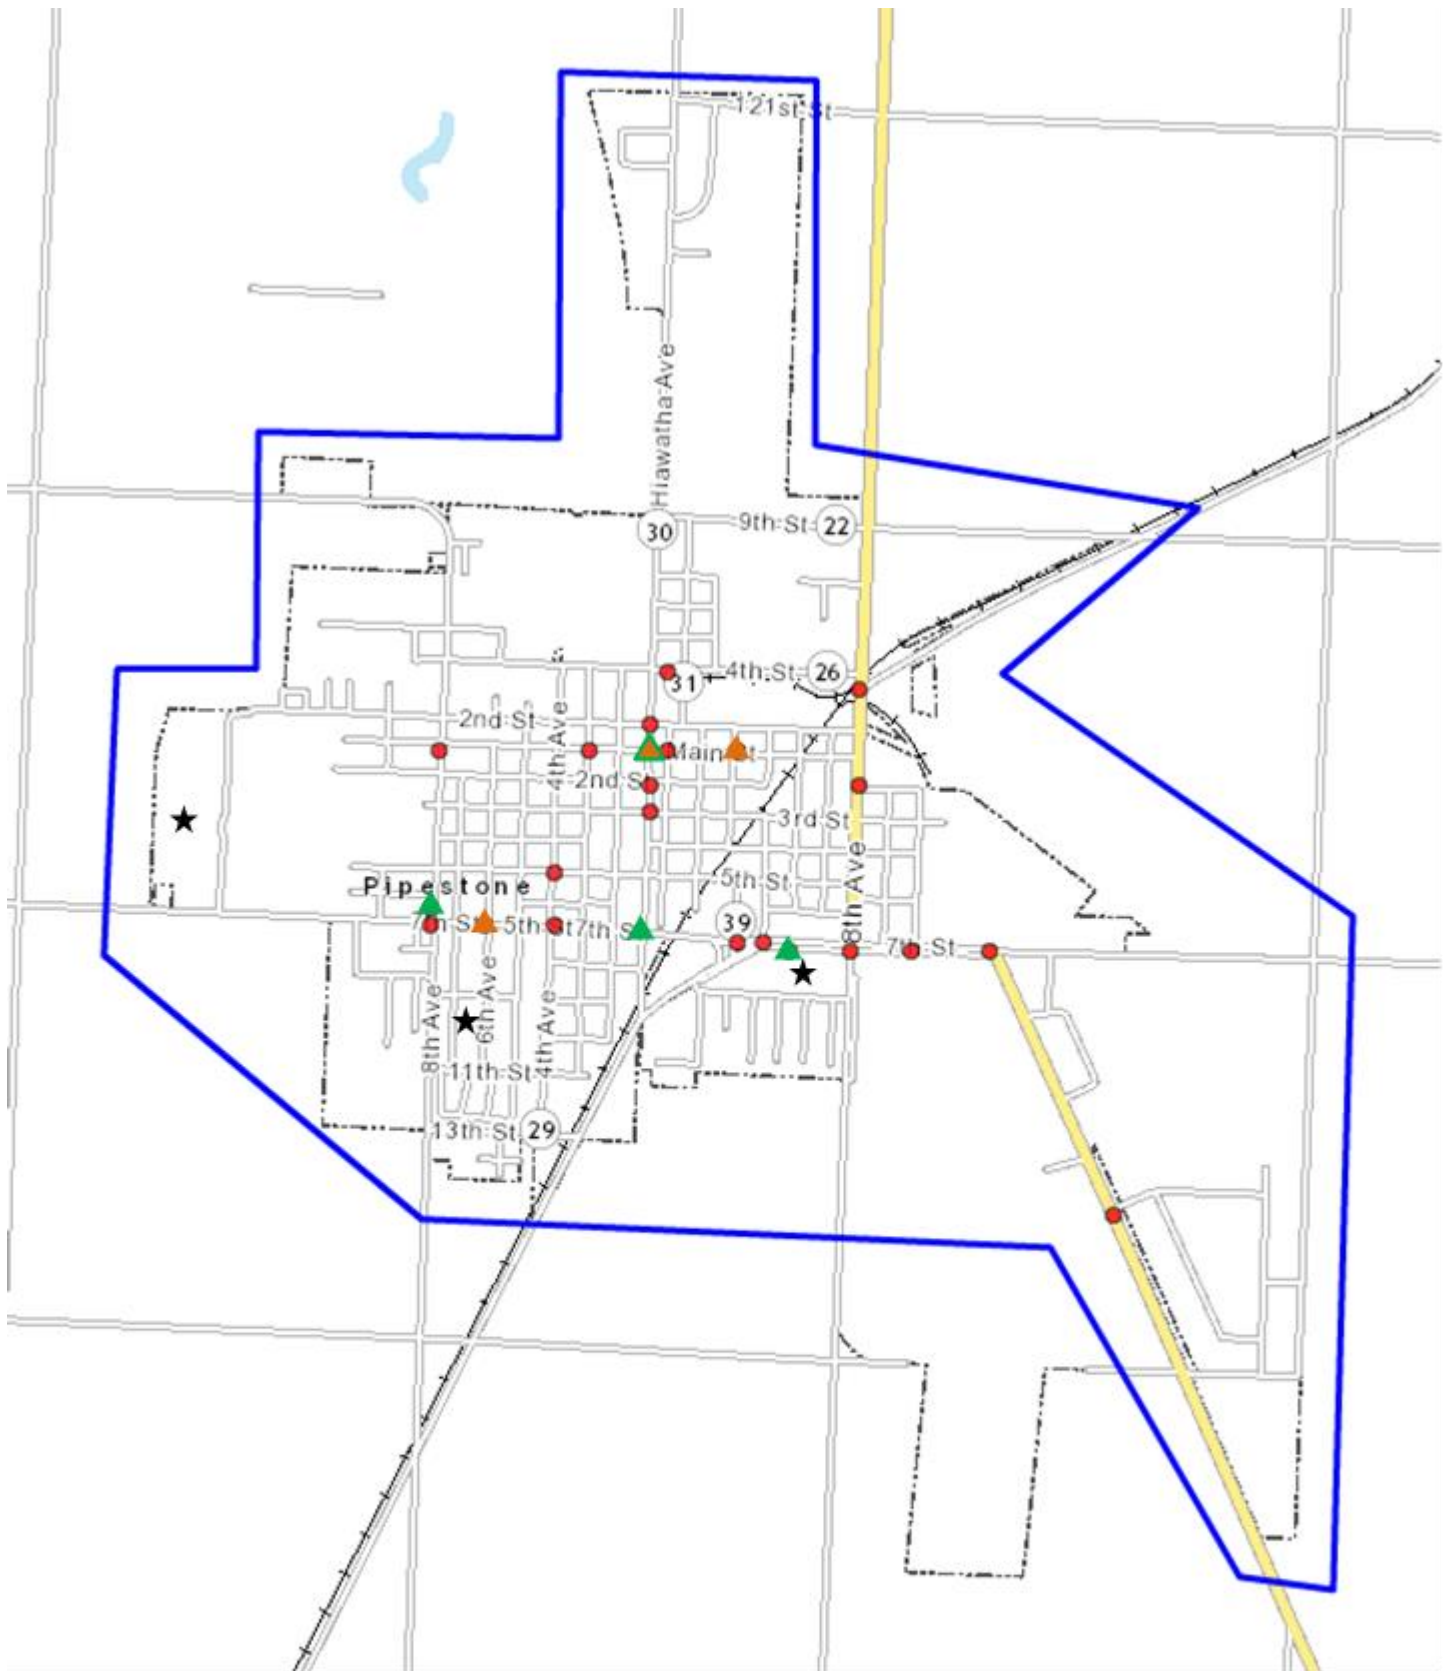 121st St
Hiawatha Ave
30
9th St
22
4th St
26
31
2nd St
4th Ave
Main St
2nd St
3rd St
8th Ave
5th St
Pipestone
39
7th St
5th St
7th St
7th St
8th Ave
6th Ave
4th Ave
11th St
13th St
29